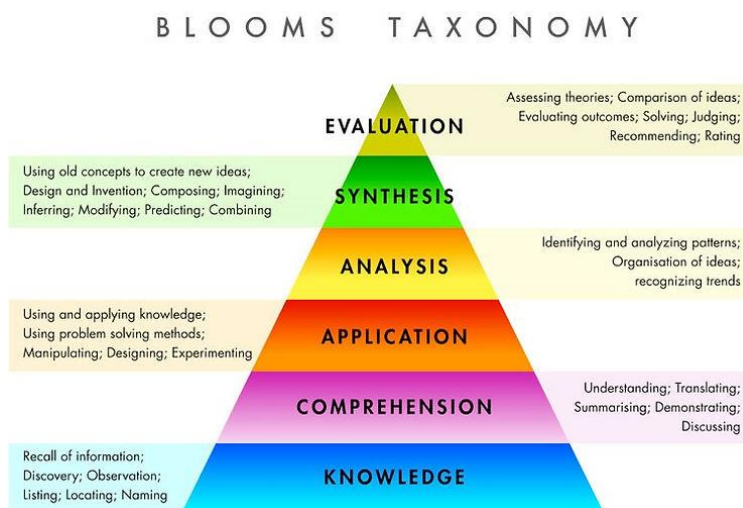 BLOOMS TAXONOMY
EVALUATION
Assessing theories; Comparison of ideas;
Evaluating outcomes; Solving; Judging;
Recommending; Rating
Using old concepts to create new ideas;
Design and Invention; Composing; Imagining;
Inferring; Modifying; Predicting; Combining
SYNTHESIS
ANALYSIS
Identifying and analyzing patterns;
Organisation of ideas;
recognizing trends
Using and applying knowledge;
Using problem solving methods;
Manipulating; Designing; Experimenting
APPLICATION
COMPREHENSION
Understanding; Translating;
Summarising; Demonstrating;
Discussing
Recall of information;
Discovery; Observation;
Listing; Locating; Naming
KNOWLEDGE